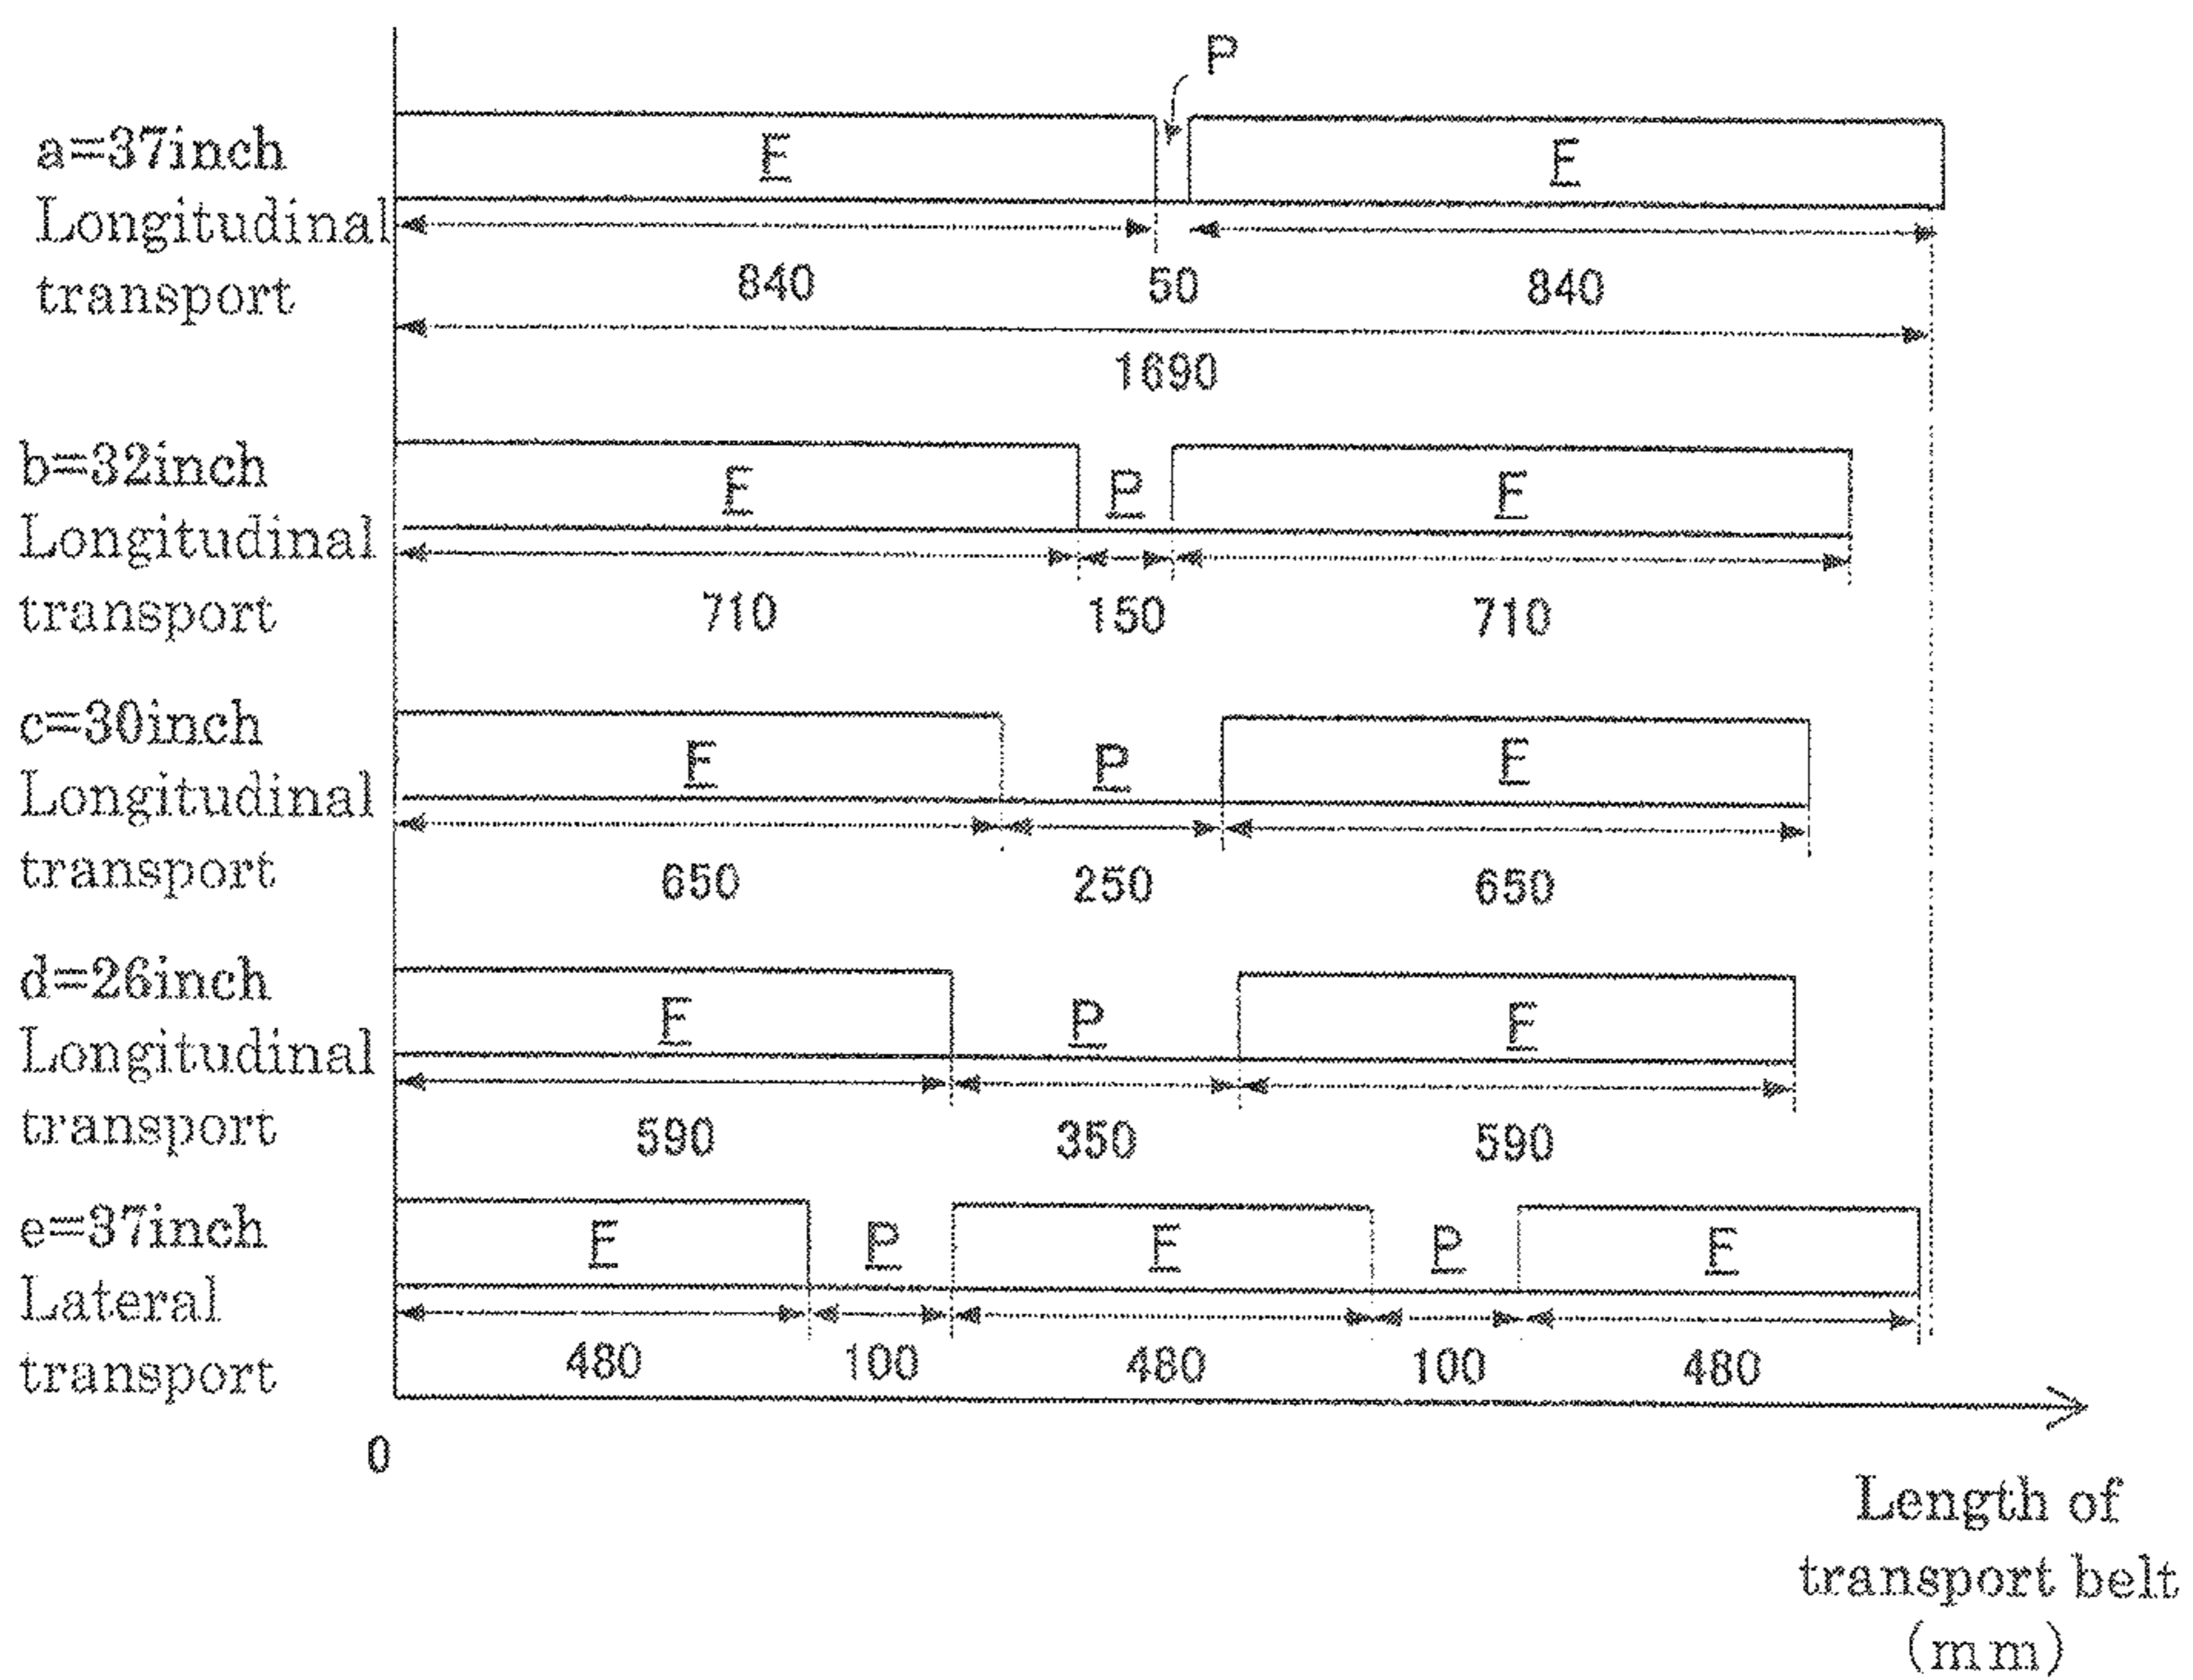 P
a=37inch
Longitudinal
transport
E
E
840
50
840
1690
b=32inch
Longitudinal
transport
E
P
E
710
150
710
c=30inch
Longitudinal
transport
E
P
E
650
250
650
d=26inch
Longitudinal
transport
E
P
E
590
350
590
e=37inch
Lateral
transport
E
P
E
P
E
480
100
480
100
480
0
Length of
transport belt
(mm)